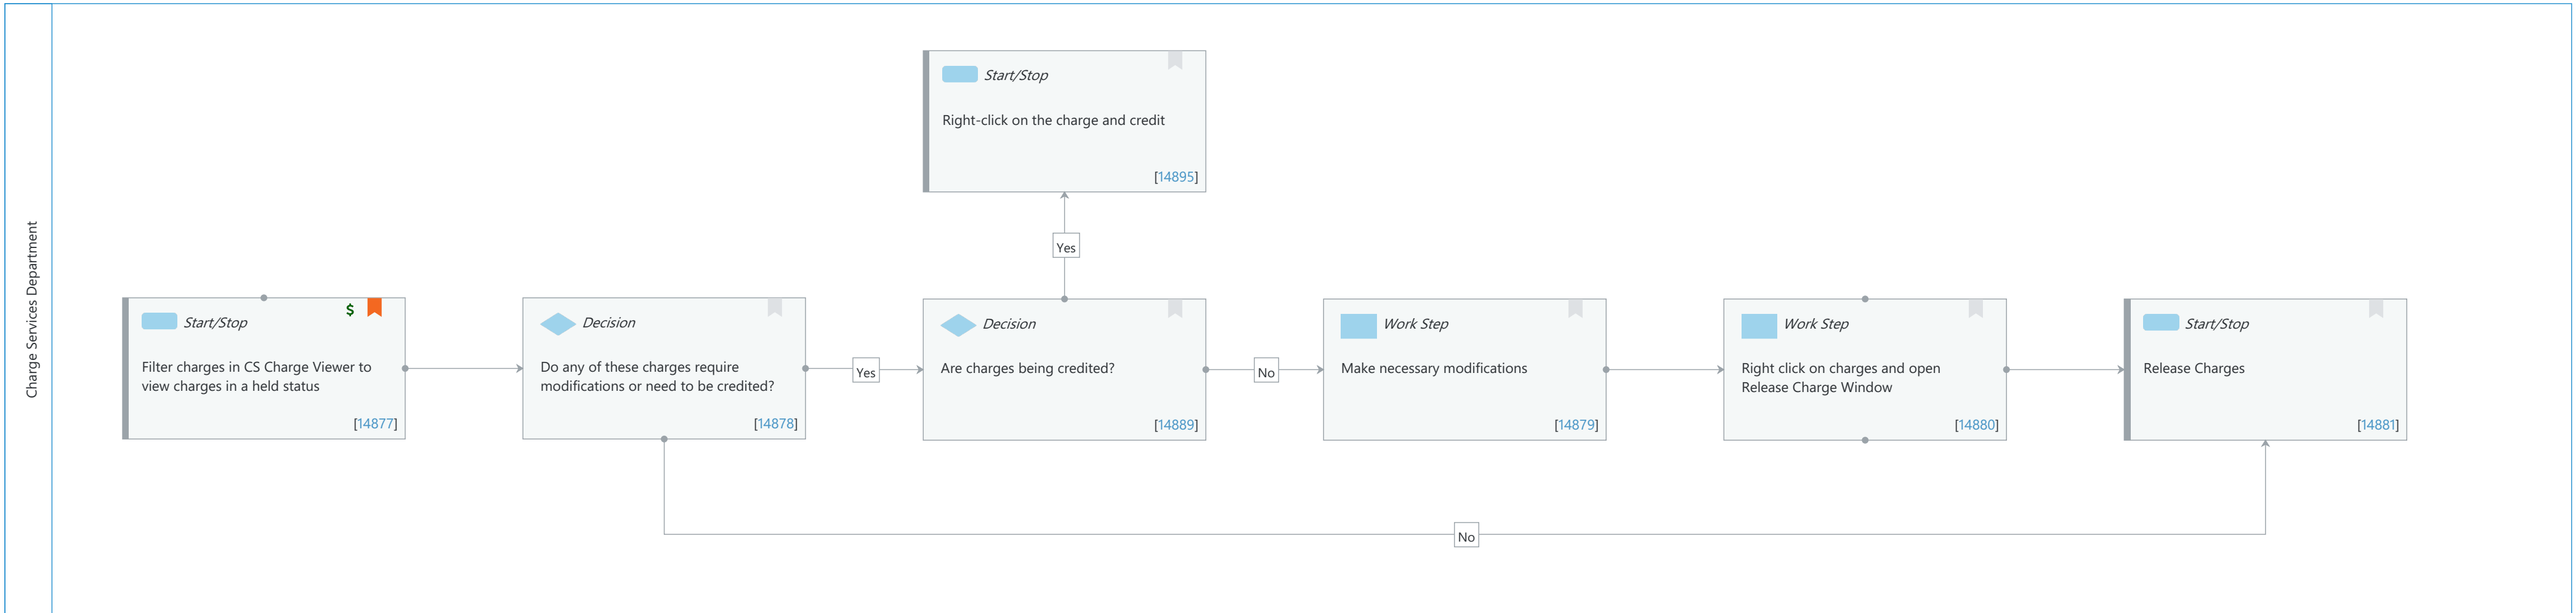 Charge Services Department
Start/Stop
Right-click on the charge and credit
[14895]
Yes
$
Start/Stop
Filter charges in CS Charge Viewer to
view charges in a held status
[14877]
Decision
Do any of these charges require
modifications or need to be credited?
[14878]
Yes
Decision
Are charges being credited?
[14889]
No
Work Step
Make necessary modifications
[14879]
Work Step
Right click on charges and open
Release Charge Window
[14880]
Start/Stop
Release Charges
[14881]
No